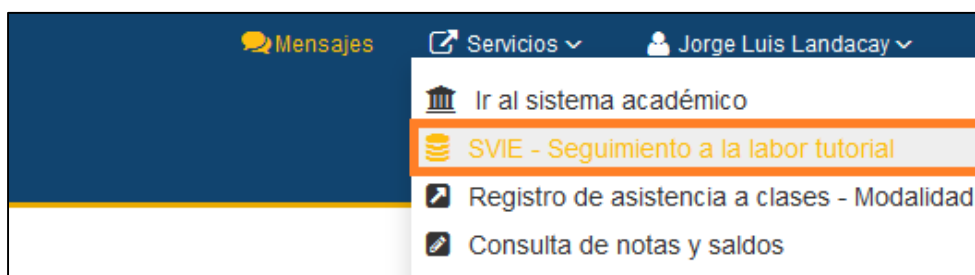 Mensajes Servicios Jorge Luis Landacay
Ir al sistema académico
SVIE - Seguimiento a la labor tutorial
Registro de asistencia a clases - Modalidad
Consulta de notas y saldos